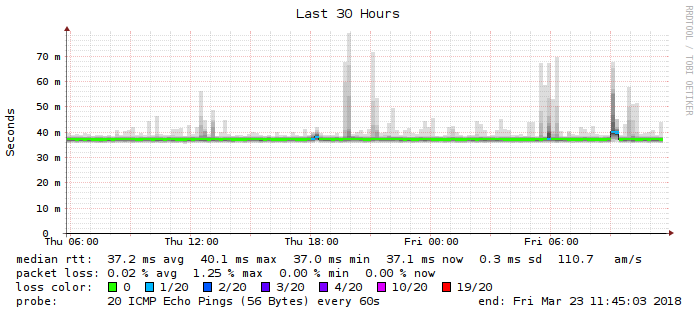 Last 30 Hours
RRDTOOL / TOBI OETIKER
Seconds
70 m
60 m
50 m
40 m
30 m
20 m
10 m
0
Thu 06:00 Thu 12:00 Thu 18:00 Fri 00:00 Fri 06:00
median rtt: 37.2 ms avg 40.1 ms max 37.0 ms min 37.1 ms now 0.3 ms sd 110.7 am/s
packet loss: 0.02 % avg 1.25 % max 0.00 % min 0.00 % now
loss color: 0 1/20 2/20 3/20 4/20 10/20 19/20
probe: 20 ICMP Echo Pings (56 Bytes) every 60s end: Fri Mar 23 11:45:03 2018